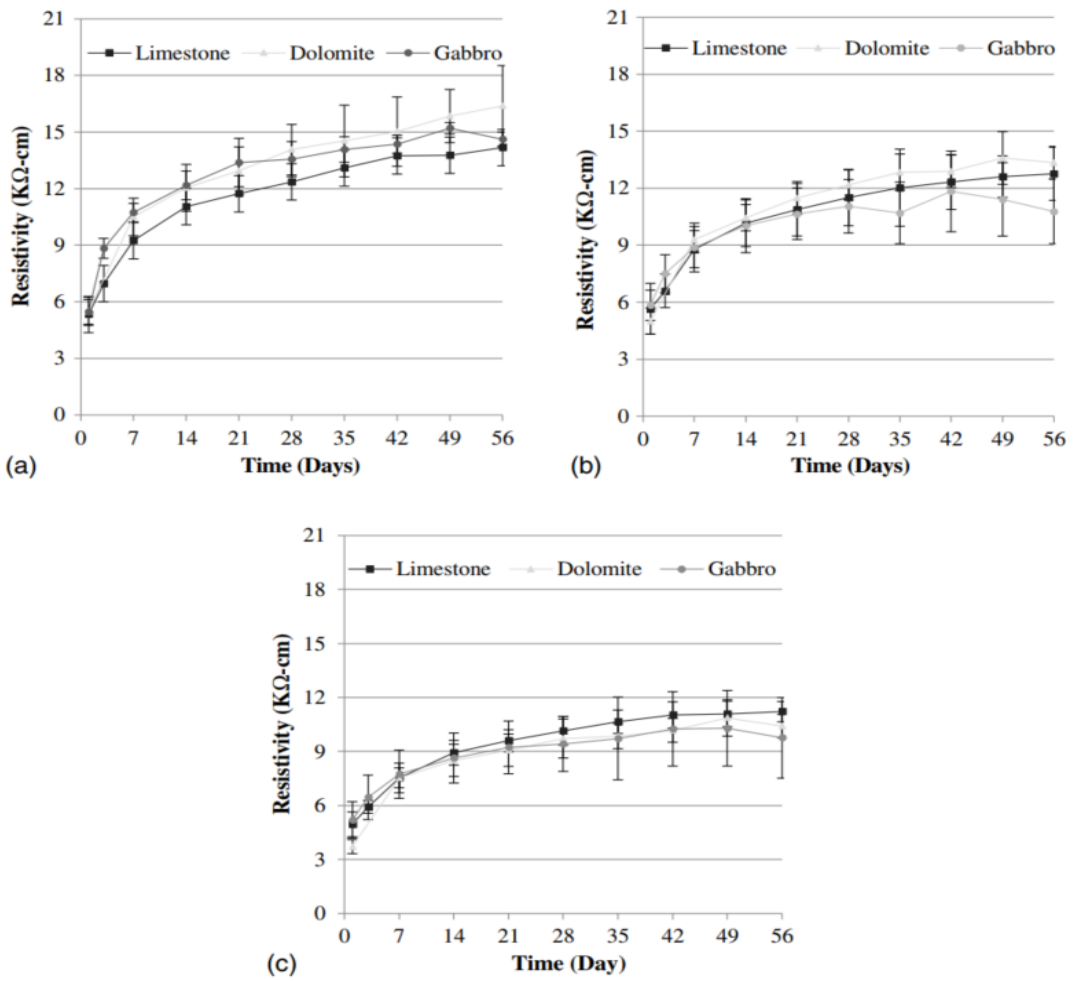 21
18
15
12
9
6
3
0
Resistivity (KΩ-cm)
Limestone Dolomite Gabbro
0 7 14 21 28 35 42 49 56
Time (Days)
(a)
21
18
15
12
9
6
3
0
Resistivity (KΩ-cm)
Limestone Dolomite Gabbro
0 7 14 21 28 35 42 49 56
Time (Days)
(b)
21
18
15
12
9
6
3
0
Resistivity (KΩ-cm)
Limestone Dolomite Gabbro
0 7 14 21 28 35 42 49 56
Time (Day)
(c)